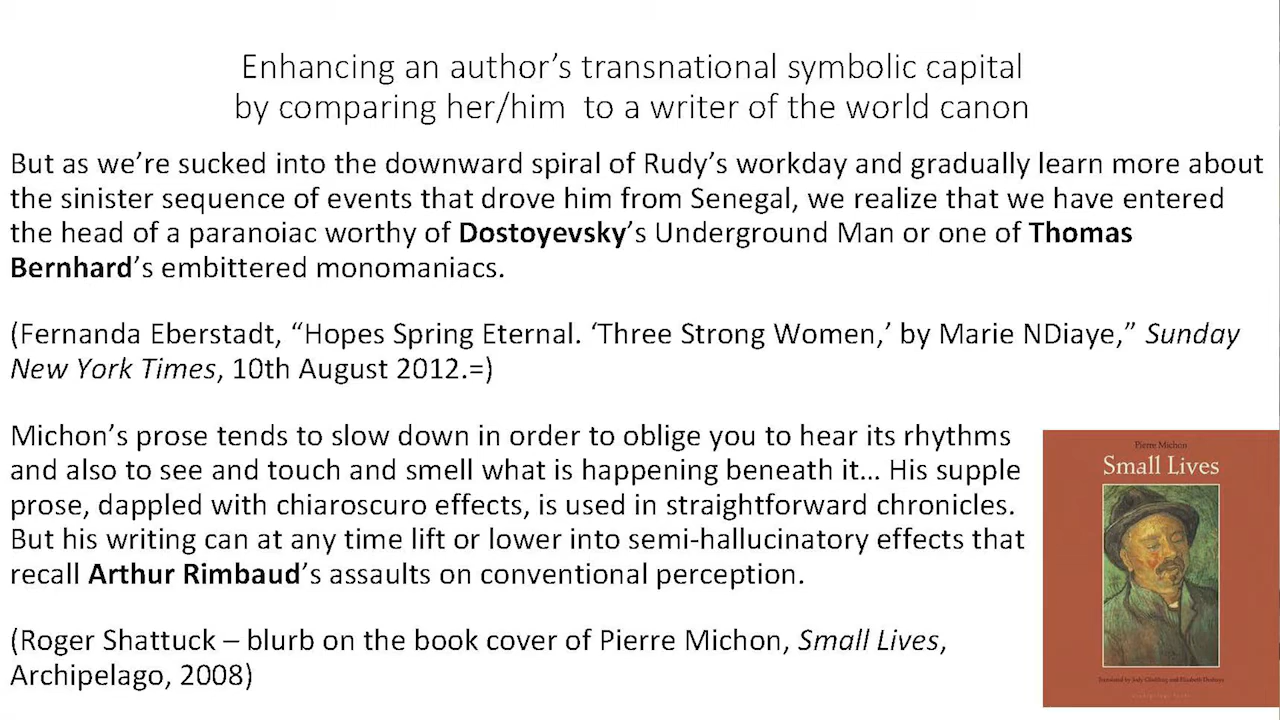 Enhancing an author’s transnational symbolic capital
by comparing her/him to a writer of the world canon
But as we’re sucked into the downward spiral of Rudy’s workday and gradually learn more about
the sinister sequence of events that drove him from Senegal, we realize that we have entered
the head of a paranoiac worthy of Dostoyevsky’s Underground Man or one of Thomas
Bernhard’s embittered monomaniacs.
(Fernanda Eberstadt, “Hopes Spring Eternal. ‘Three Strong Women,’ by Marie NDiaye,” Sunday
New York Times, 10th August 2012.=)
Michon’s prose tends to slow down in order to oblige you to hear its rhythms
and also to see and touch and smell what is happening beneath it… His supple
prose, dappled with chiaroscuro effects, is used in straightforward chronicles.
But his writing can at any time lift or lower into semi-hallucinatory effects that
recall Arthur Rimbaud’s assaults on conventional perception.
(Roger Shattuck – blurb on the book cover of Pierre Michon, Small Lives,
Archipelago, 2008)
Pierre Michon
Small Lives
Translated by Jody Gladding and Elizabeth Deshays